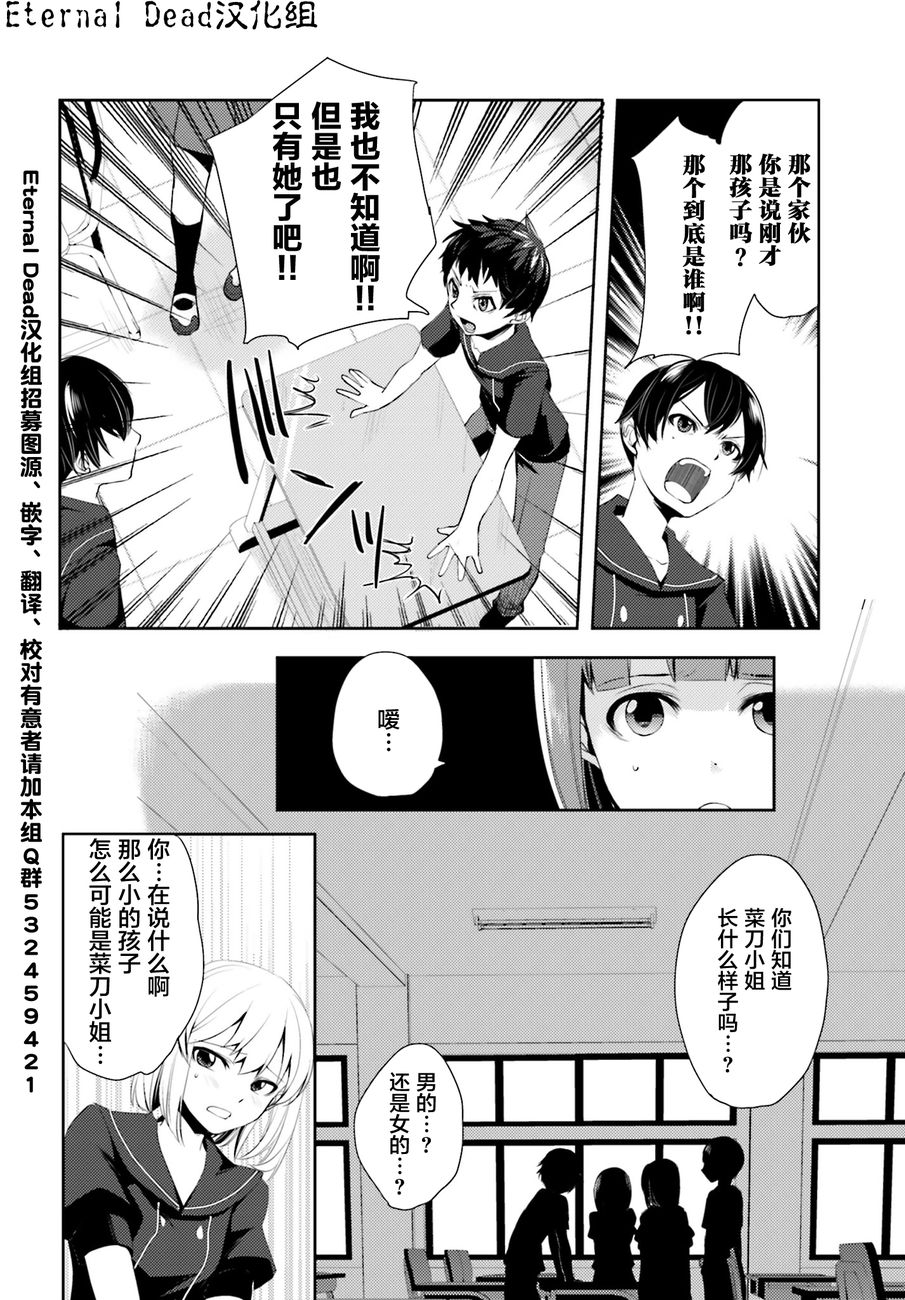 Eternal Dead汉化组
那个家伙
你是说刚才
那孩子吗？
那个到底是谁啊!!
我也不知道啊!!
但是也
只有她了吧!!
嗳…
你们知道
菜刀小姐
长什么样子吗…？
男的…？
还是女的…？
你…在说什么啊
那么小的孩子
怎么可能是菜刀小姐…
Eternal Dead汉化组招募图源、嵌字、翻译、校对有意者请加本组Q群532459421